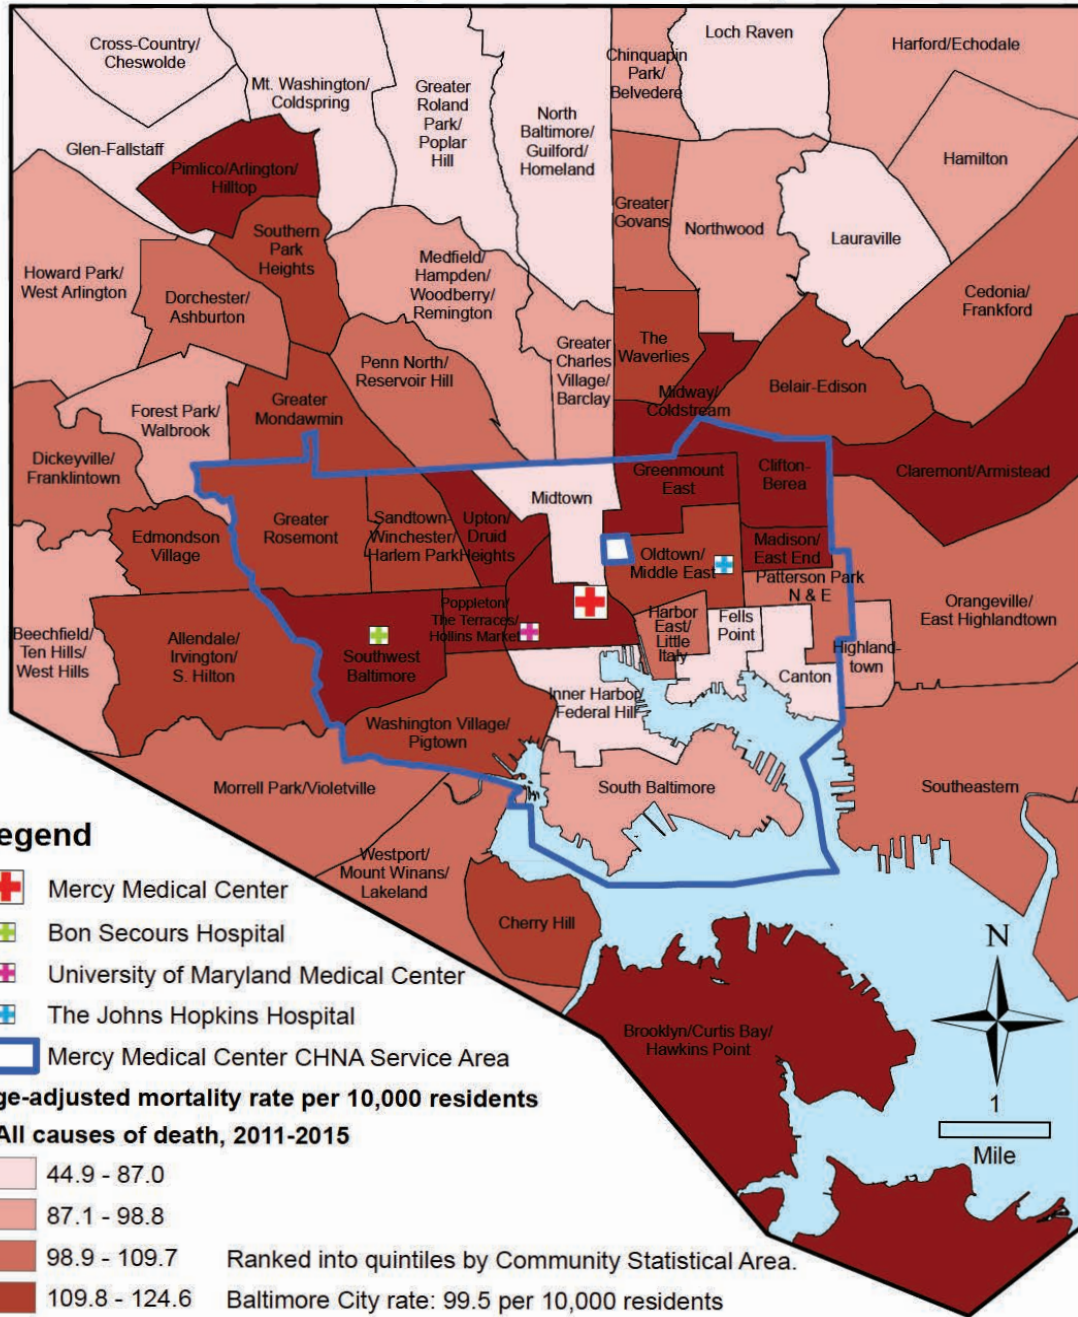 Cross-Country/
Cheswolde
Mt. Washington/
Coldspring
Greater
Roland
Park/
Poplar
Hill
North
Baltimore/
Guilford/
Homeland
Chinquapin
Park/
Belvedere
Loch Raven
Harford/Echodale
Glen-Fallstaff
Pimlico/Arlington/
Hilltop
Hamilton
Southern
Park
Heights
Greater
Govans
Northwood
Lauraville
Howard Park/
West Arlington
Dorchester/
Ashburton
Medfield/
Hampden/
Woodberry/
Remington
Cedonia/
Frankford
Penn North/
Reservoir Hill
Greater
Charles
Village/
Barclay
The
Waverlies
Midway/
Coldstream
Belair-Edison
Forest Park/
Walbrook
Greater
Mondawmin
Dickeyville/
Franklintown
Greenmount
East
Clifton-
Berea
Claremont/Armistead
Midtown
Edmondson
Village
Greater
Rosemont
Sandtown-
Winchester/
Harlem Park
Upton/
Druid
Heights
Oldtown/
Middle East
Madison/
East End
Patterson Park
N & E
Orangeville/
East Highlandtown
Beechfield/
Ten Hills/
West Hills
Allendale/
Irvington/
S. Hilton
Southwest
Baltimore
Poppleton/
The Terraces/
Hollins Market
Harbor
East/
Little
Italy
Fells
Point
Canton
Highland-
town
Inner Harbor/
Federal Hill
Washington Village/
Pigtown
Morrell Park/Violetville
South Baltimore
Southeastern
Westport/
Mount Winans/
Lakeland
Cherry Hill
Brooklyn/Curtis Bay/
Hawkins Point
N
1
Mile
egend
Mercy Medical Center
Bon Secours Hospital
University of Maryland Medical Center
The Johns Hopkins Hospital
Mercy Medical Center CHNA Service Area
ge-adjusted mortality rate per 10,000 residents
All causes of death, 2011-2015
44.9 - 87.0
87.1 - 98.8
98.9 - 109.7 Ranked into quintiles by Community Statistical Area.
109.8 - 124.6 Baltimore City rate: 99.5 per 10,000 residents